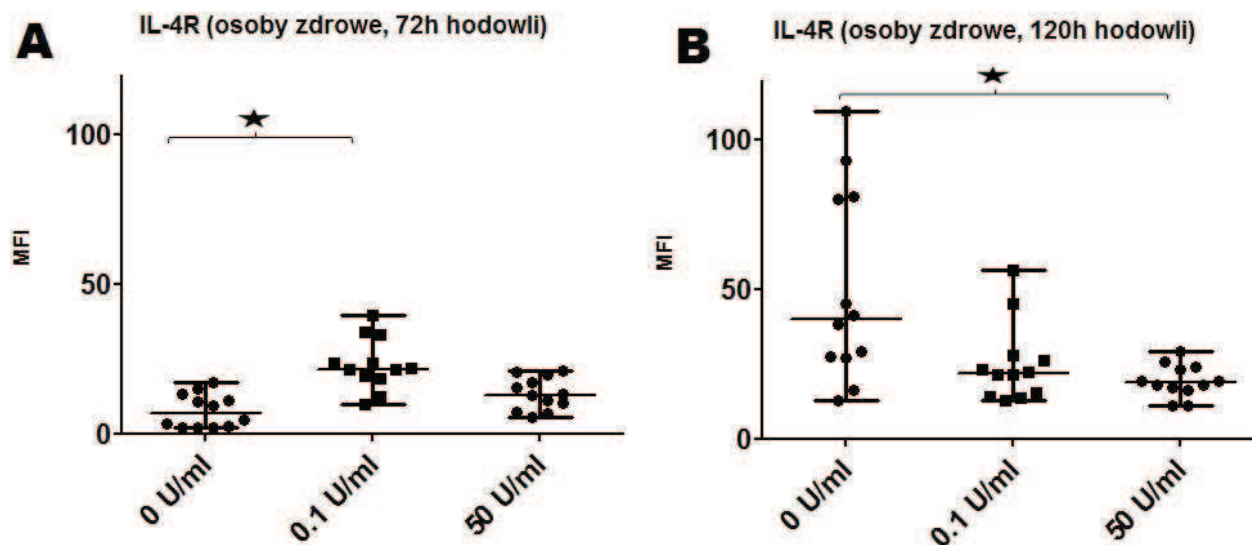 A
IL-4R (osoby zdrowe, 72h hodowli)
100
50
0
MFI
0 U/ml
0.1 U/ml
50 U/ml
B
IL-4R (osoby zdrowe, 120h hodowli)
100
50
0
MFI
0 U/ml
0.1 U/ml
50 U/ml